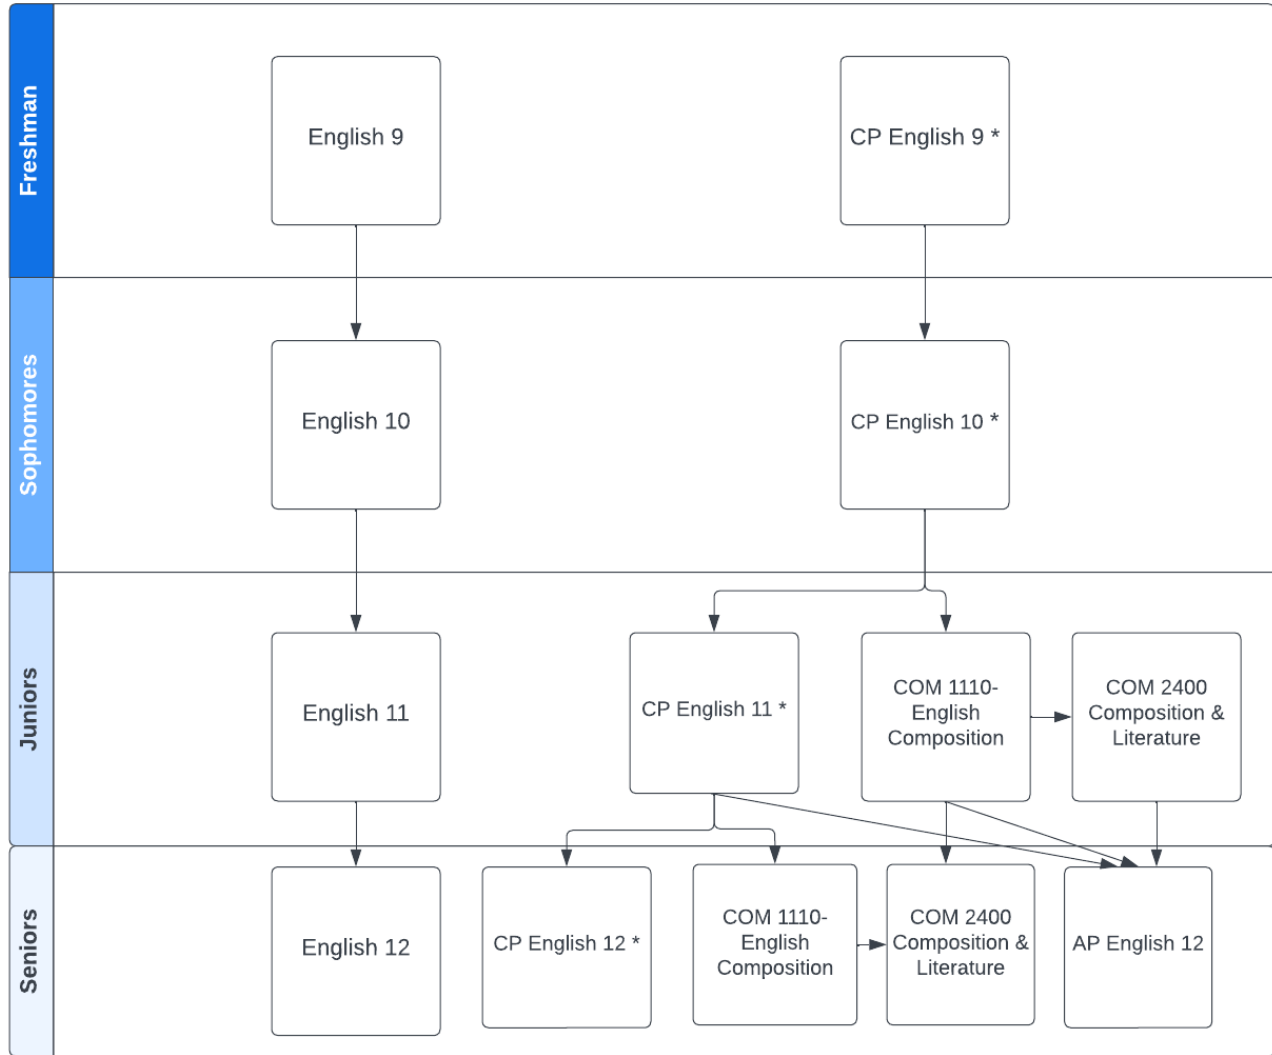 Freshman
English 9
CP English 9 *
Sophomores
English 10
CP English 10 *
Juniors
English 11
CP English 11 *
COM 1110-
English
Composition
COM 2400
Composition &
Literature
Seniors
English 12
CP English 12 *
COM 1110-
English
Composition
COM 2400
Composition &
Literature
AP English 12